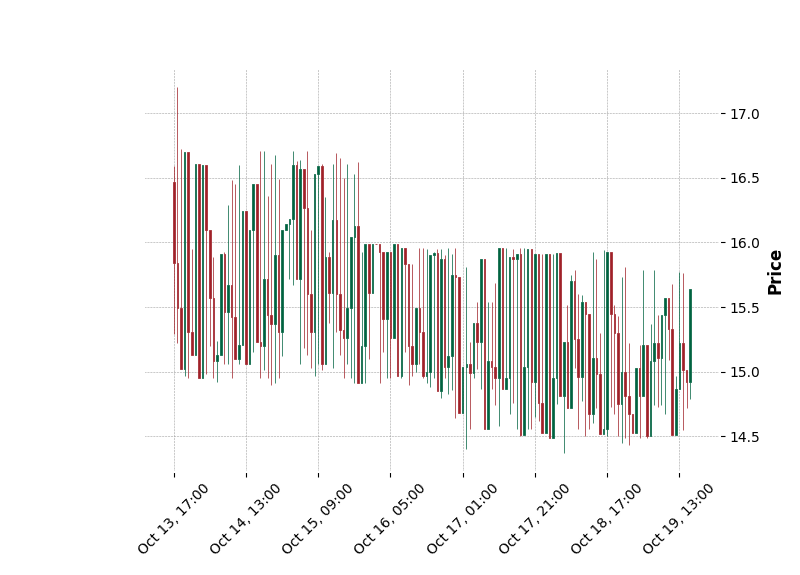 17.0
16.5
16.0
15.5
15.0
14.5
Price
Oct 13, 17:00
Oct 14, 13:00
Oct 15, 09:00
Oct 16, 05:00
Oct 17, 01:00
Oct 17, 21:00
Oct 18, 17:00
Oct 19, 13:00